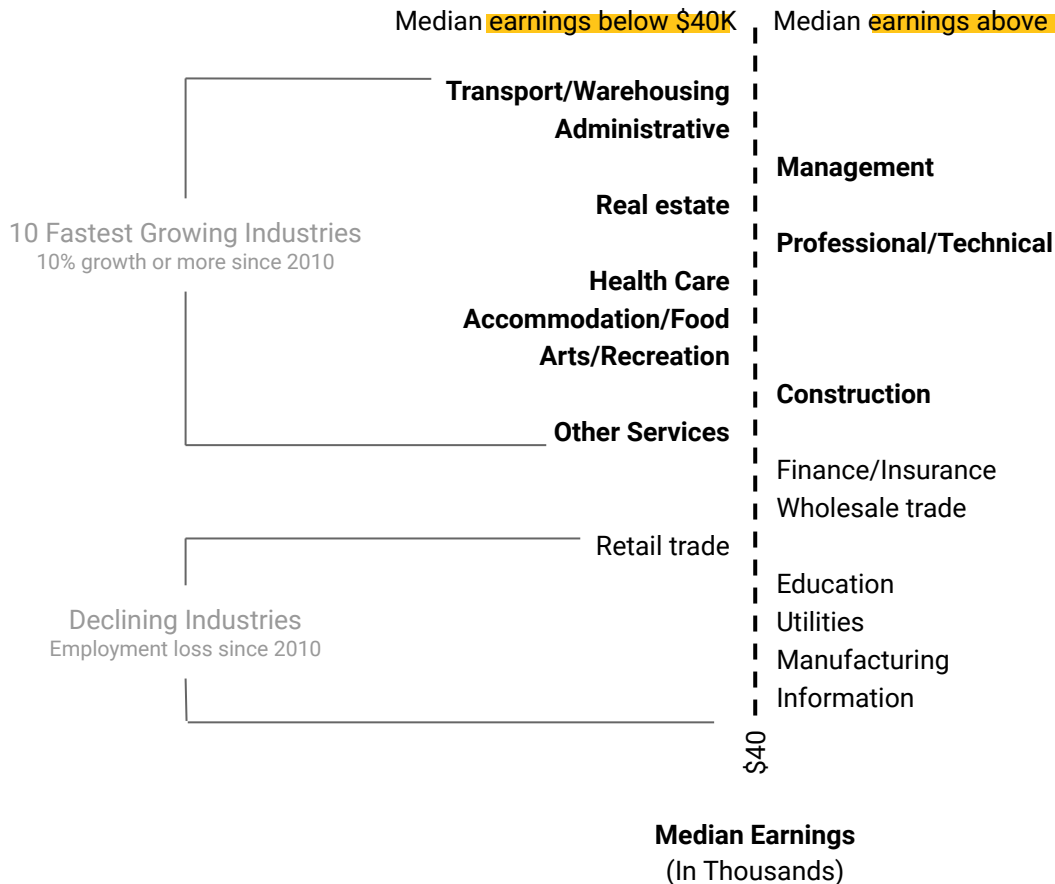 Median earnings below $40K
Median earnings above
Transport/Warehousing
Administrative
Management
Real estate
10 Fastest Growing Industries
Professional/Technical
10% growth or more since 2010
Health Care
Accommodation/Food
Arts/Recreation
Construction
Other Services
Finance/Insurance
Wholesale trade
Retail trade
Education
Declining Industries
Utilities
Employment loss since 2010
Manufacturing
Information
$40
Median Earnings
(In Thousands)